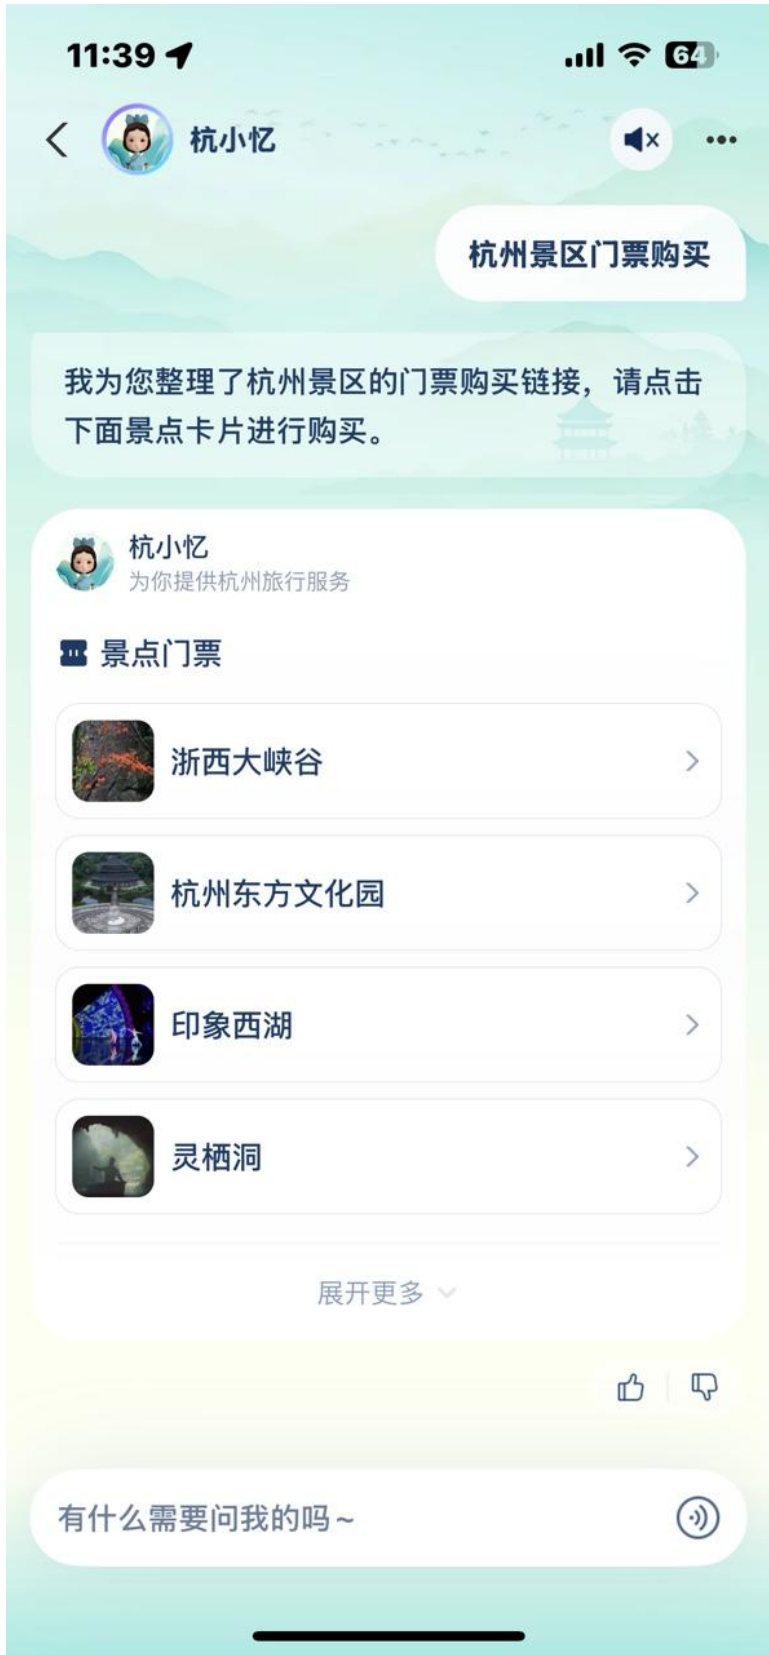 11:39
64
杭小忆
杭州景区门票购买
我为您整理了杭州景区的门票购买链接，请点击
下面景点卡片进行购买。
杭小忆
为你提供杭州旅行服务
景点门票
浙西大峡谷
杭州东方文化园
印象西湖
灵栖洞
展开更多
有什么需要问我的吗~